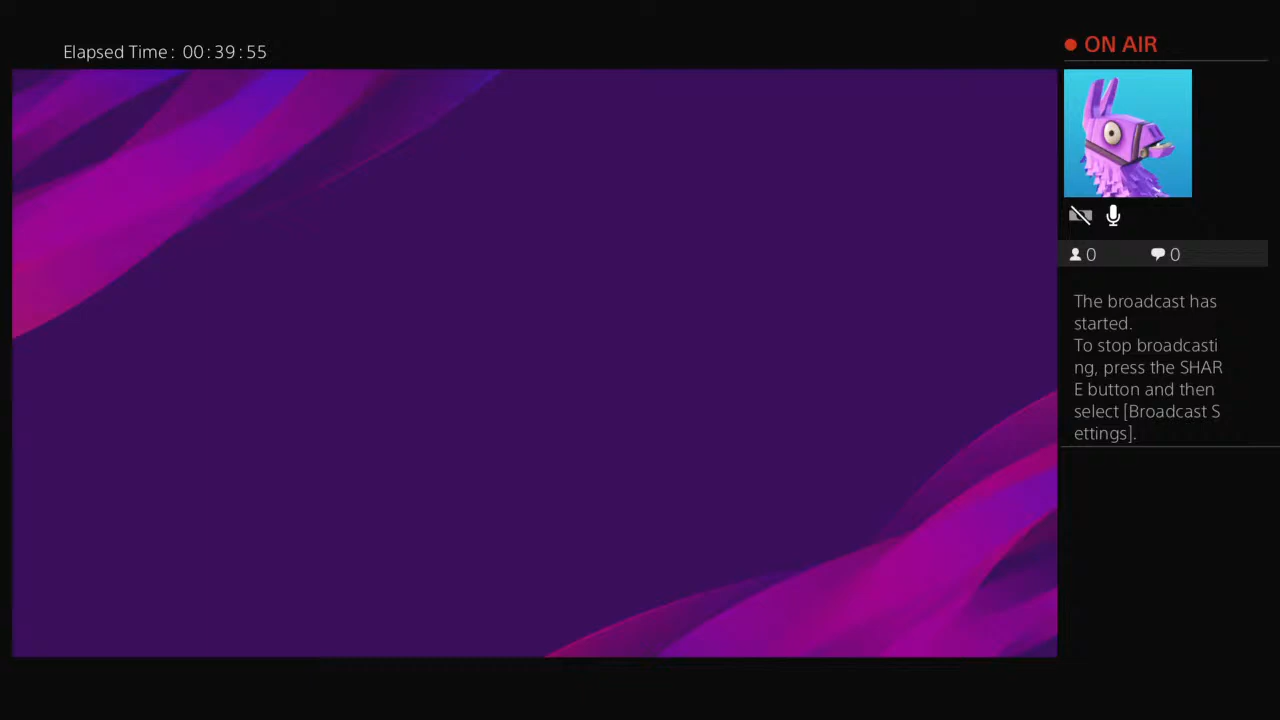 Elapsed Time: 00:39:55
ON AIR
0 0
The broadcast has
started.
To stop broadcasti
ng, press the SHAR
E button and then
select [Broadcast S
ettings].